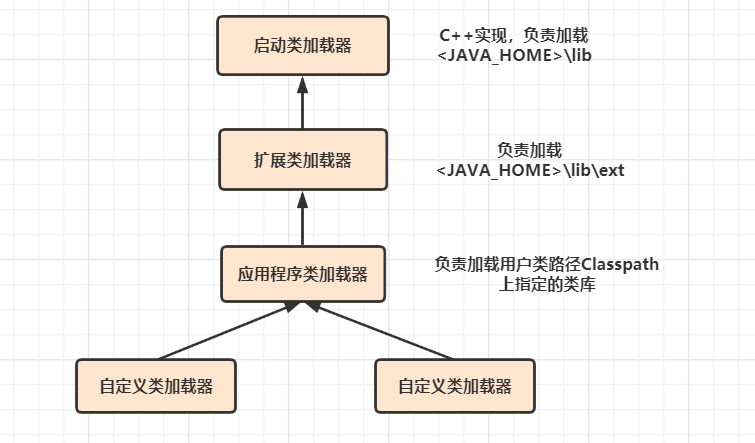 启动类加载器
C++实现，负责加载
<JAVA_HOME>\lib
扩展类加载器
负责加载
<JAVA_HOME>\lib\ext
应用程序类加载器
负责加载用户类路径Classpath
上指定的类库
自定义类加载器
自定义类加载器